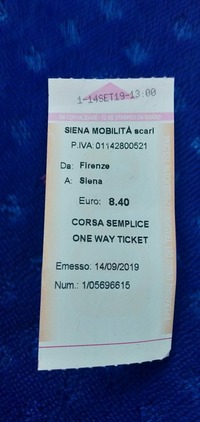 1-14SET19-13:00
SIENA MOBILITÀ scarl
P.IVA:01142800521
Da: Firenze
A: Siena
Euro: 8.40
CORSA SEMPLICE
ONE WAY TICKET
Emesso: 14/09/2019
Num.: 1/05696615